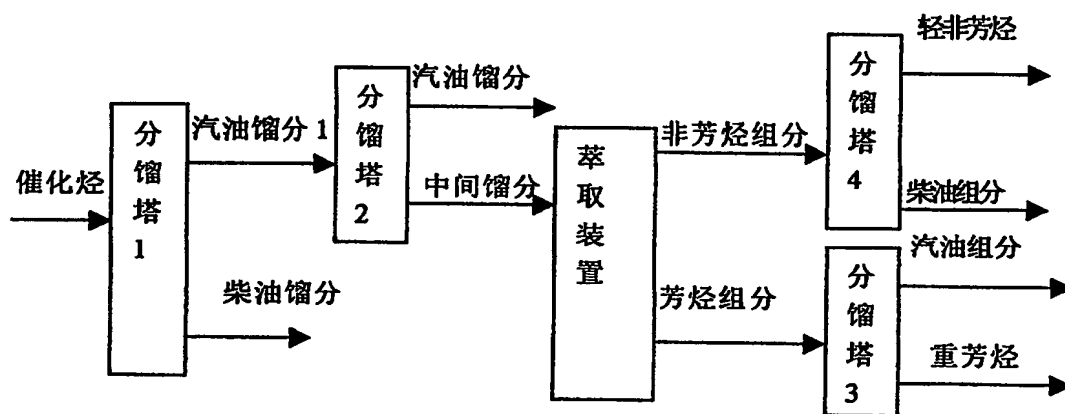 催化烃
分
馏
塔
1
汽油馏分 1
柴油馏分
分
馏
塔
2
汽油馏分
中间馏分
萃
取
装
置
非芳烃组分
芳烃组分
分
馏
塔
4
轻非芳烃
柴油组分
分
馏
塔
3
汽油组分
重芳烃